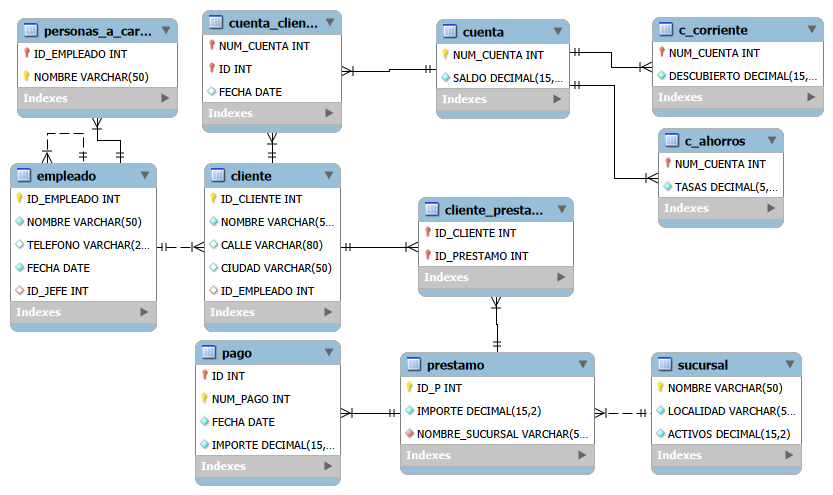 personas_a_car...
ID_EMPLEADO INT
NOMBRE VARCHAR(50)
Indexes
cuenta_clien...
NUM_CUENTA INT
ID INT
FECHA DATE
Indexes
cuenta
NUM_CUENTA INT
SALDO DECIMAL(15,...
Indexes
c_corriente
NUM_CUENTA INT
DESCUBIERTO DECIMAL(15,...
Indexes
c_ahorros
NUM_CUENTA INT
TASAS DECIMAL(5,...
Indexes
empleado
ID_EMPLEADO INT
NOMBRE VARCHAR(50)
TELEFONO VARCHAR(2...
FECHA DATE
ID_JEFE INT
Indexes
cliente
ID_CLIENTE INT
NOMBRE VARCHAR(5...
CALLE VARCHAR(80)
CIUDAD VARCHAR(50)
ID_EMPLEADO INT
Indexes
cliente_presta...
ID_CLIENTE INT
ID_PRESTAMO INT
Indexes
pago
ID INT
NUM_PAGO INT
FECHA DATE
IMPORTE DECIMAL(15,...
Indexes
prestamo
ID_P INT
IMPORTE DECIMAL(15,2)
NOMBRE_SUCURSAL VARCHAR(5...
Indexes
sucursal
NOMBRE VARCHAR(50)
LOCALIDAD VARCHAR(5...
ACTIVOS DECIMAL(15,2)
Indexes